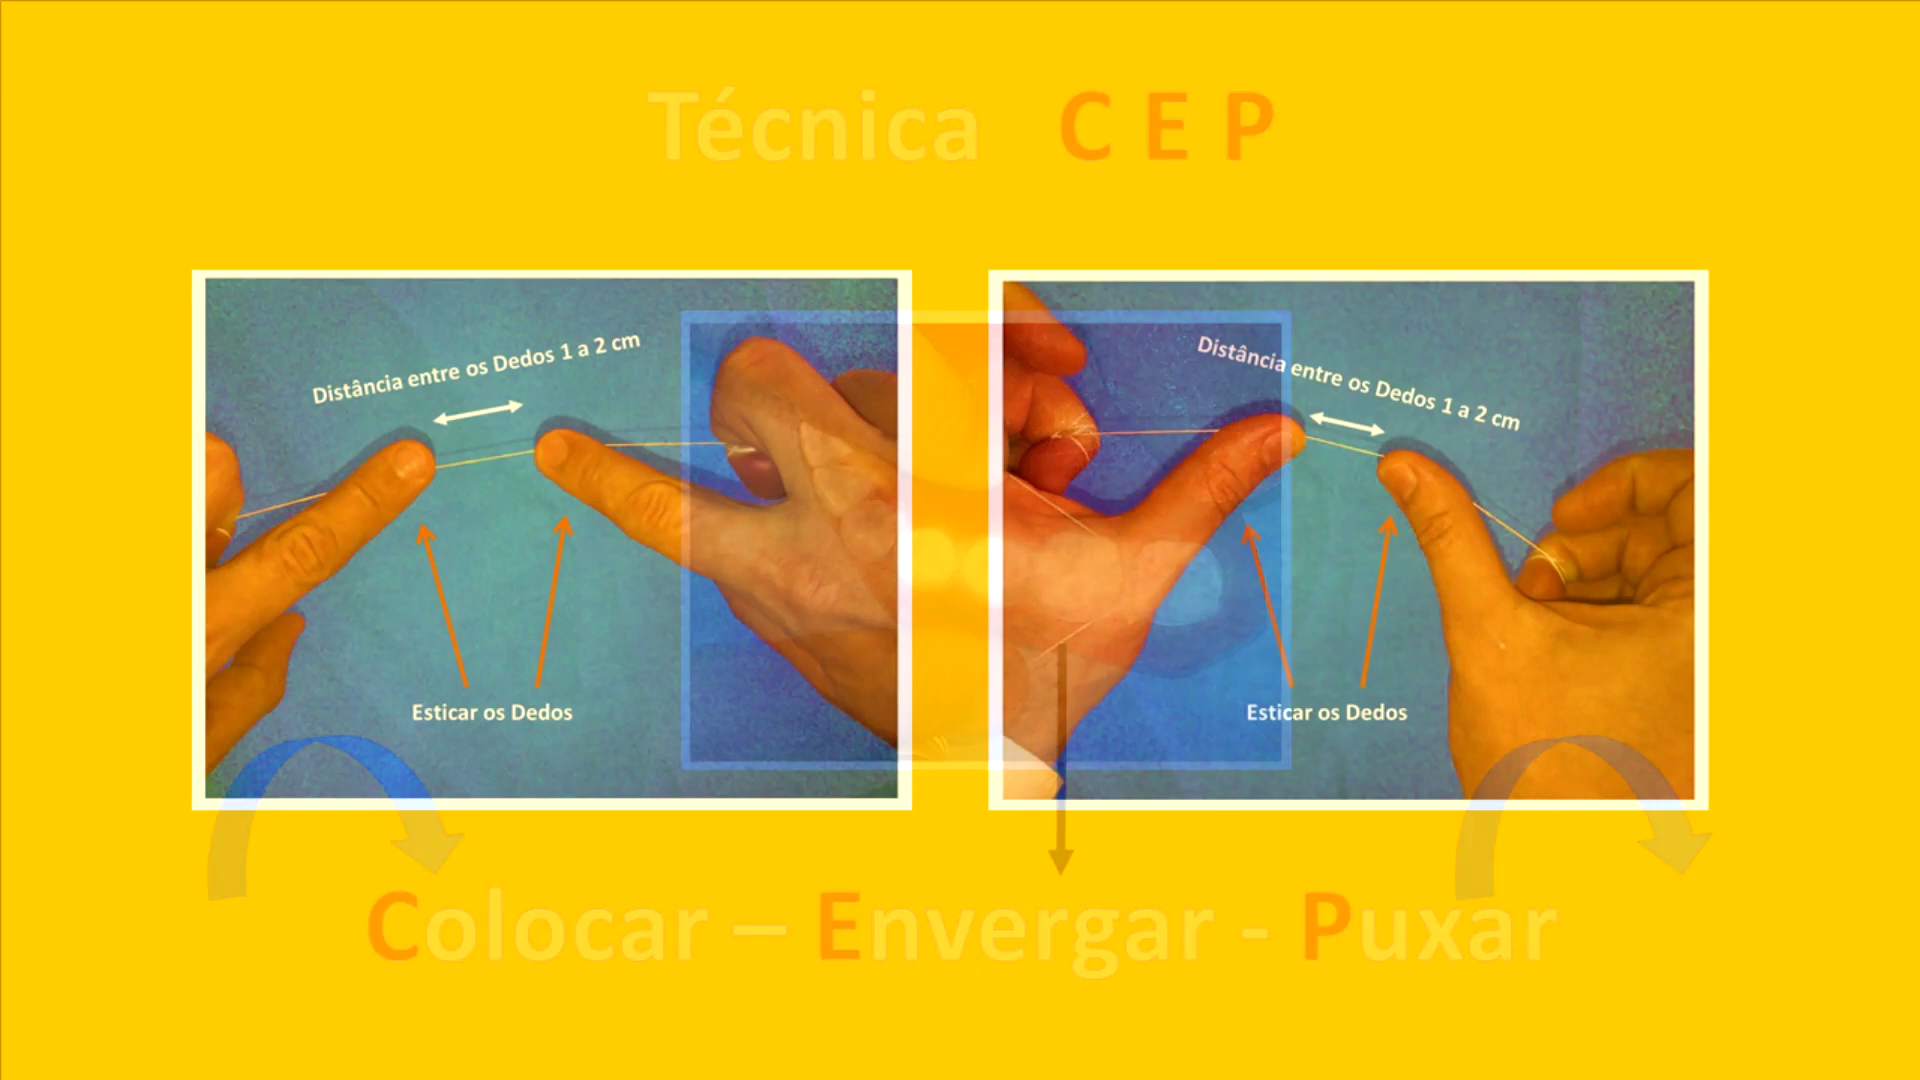 Técnica C E P
Distância entre os Dedos 1 a 2 cm
Esticar os Dedos
Distância entre os Dedos 1 a 2 cm
Esticar os Dedos
Colocar – Envergar - Puxar